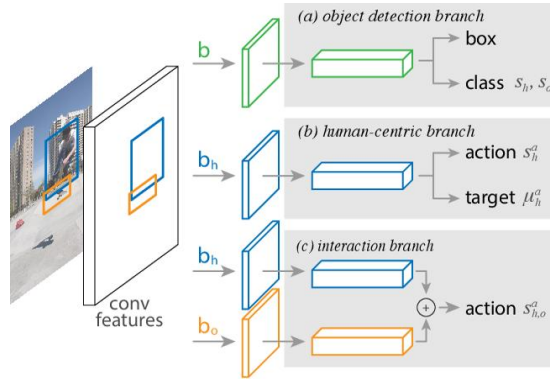 (a) object detection branch
b
box
class s_h, s_o
(b) human-centric branch
b_h
action s_h^a
target μ_h^a
(c) interaction branch
b_h
+
action s_{h,o}^a
b_o
conv
features